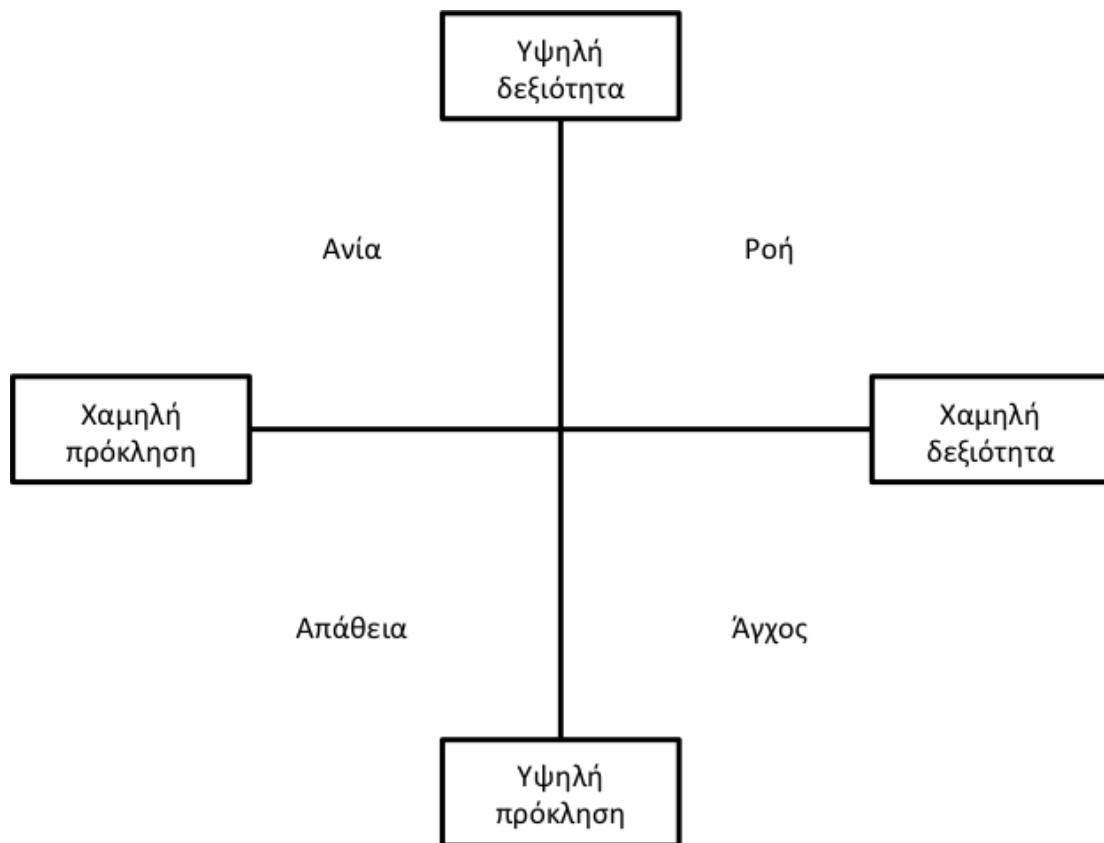 Υψηλή
δεξιότητα
Ανία
Ροή
Χαμηλή
πρόκληση
Χαμηλή
δεξιότητα
Απάθεια
Άγχος
Υψηλή
πρόκληση